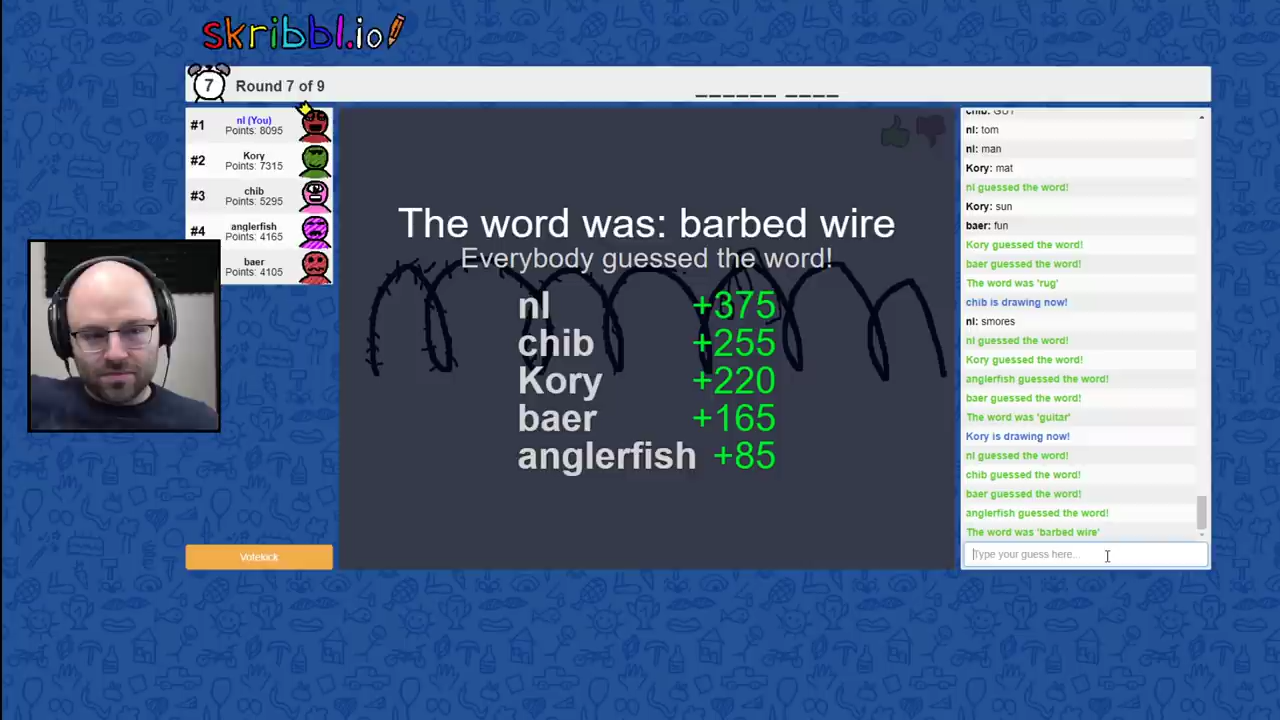 skribbl.io
7
Round 7 of 9
______ ____
#1
nl (You)
Points: 8095
#2
Kory
Points: 7315
#3
chib
Points: 5295
#4
anglerfish
Points: 4165
baer
Points: 4105
Votekick
The word was: barbed wire
Everybody guessed the word!
nl +375
chib +255
Kory +220
baer +165
anglerfish +85
chib: GUY
nl: tom
nl: man
Kory: mat
nl guessed the word!
Kory: sun
baer: fun
Kory guessed the word!
baer guessed the word!
The word was 'rug'
chib is drawing now!
nl: smores
nl guessed the word!
Kory guessed the word!
anglerfish guessed the word!
baer guessed the word!
The word was 'guitar'
Kory is drawing now!
nl guessed the word!
chib guessed the word!
baer guessed the word!
anglerfish guessed the word!
The word was 'barbed wire'
Type your guess here...